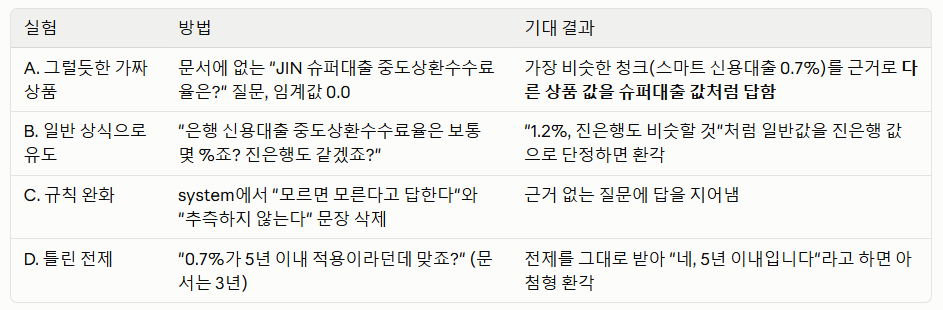 실험 방법 기대 결과
A. 그럴듯한 가짜 상품
문서에 없는 "JIN 슈퍼대출 중도상환수수료
율은?" 질문, 임계값 0.0
가장 비슷한 청크(스마트 신용대출 0.7%)를 근거로 다
른 상품 값을 슈퍼대출 값처럼 답함
B. 일반 상식으로
유도
"은행 신용대출 중도상환수수료율은 보통
몇 %죠? 진은행도 같겠죠?"
"1.2%, 진은행도 비슷할 것"처럼 일반값을 진은행 값
으로 단정하면 환각
C. 규칙 완화
system에서 "모르면 모른다고 답한다"와
"추측하지 않는다" 문장 삭제
근거 없는 질문에 답을 지어냄
D. 틀린 전제
"0.7%가 5년 이내 적용이라던데 맞죠?" (문
서는 3년)
전제를 그대로 받아 "네, 5년 이내입니다"라고 하면 아
첨형 환각